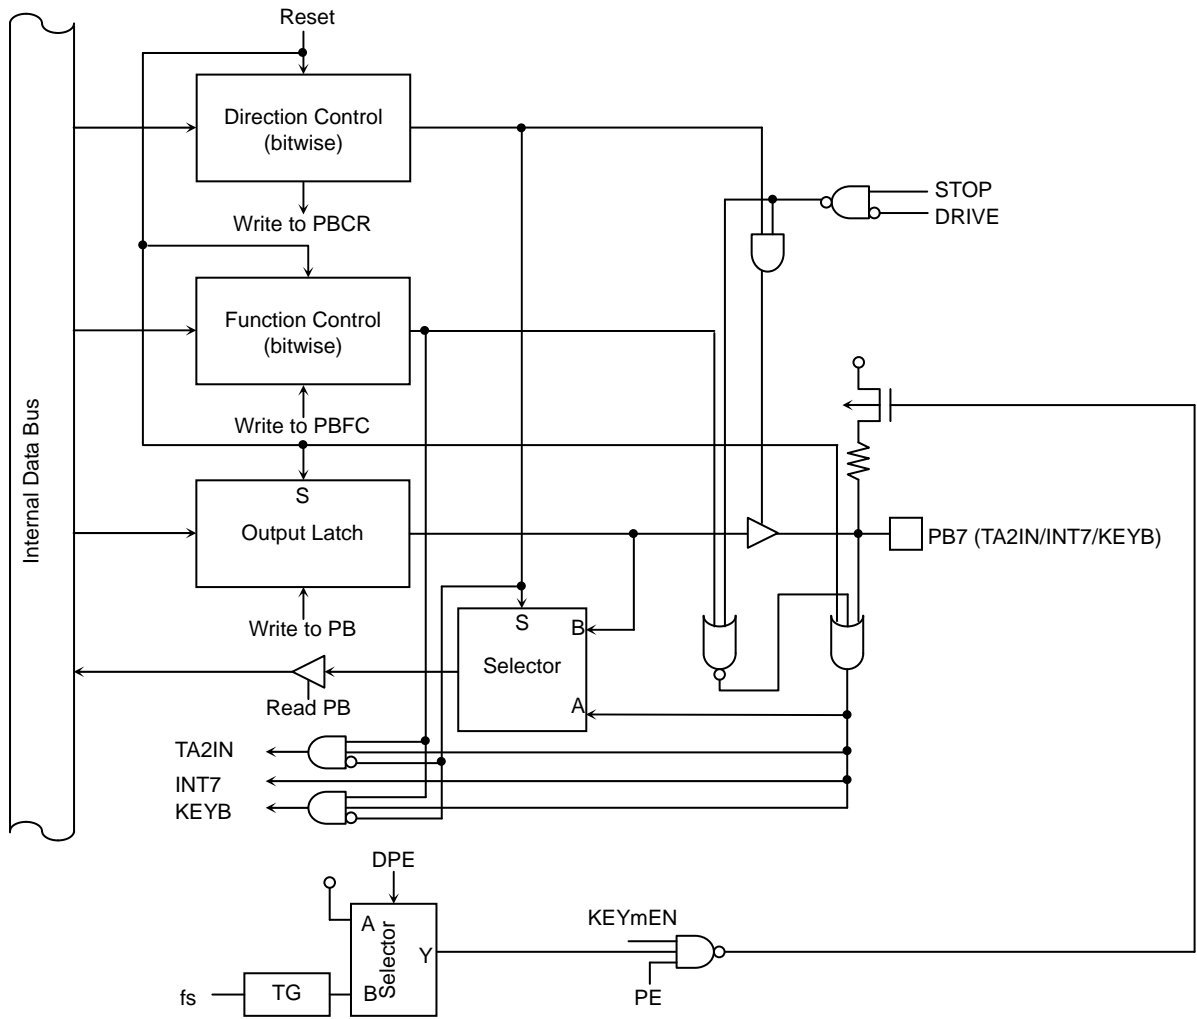 Reset
Direction Control
(bitwise)
STOP
DRIVE
Write to PBCR
Function Control
(bitwise)
Write to PBFC
Internal Data Bus
S
Output Latch
PB7 (TA2IN/INT7/KEYB)
Write to PB
S
B
Selector
A
Read PB
TA2IN
INT7
KEYB
DPE
A
Selector
Y
B
KEYmEN
PE
fs
TG